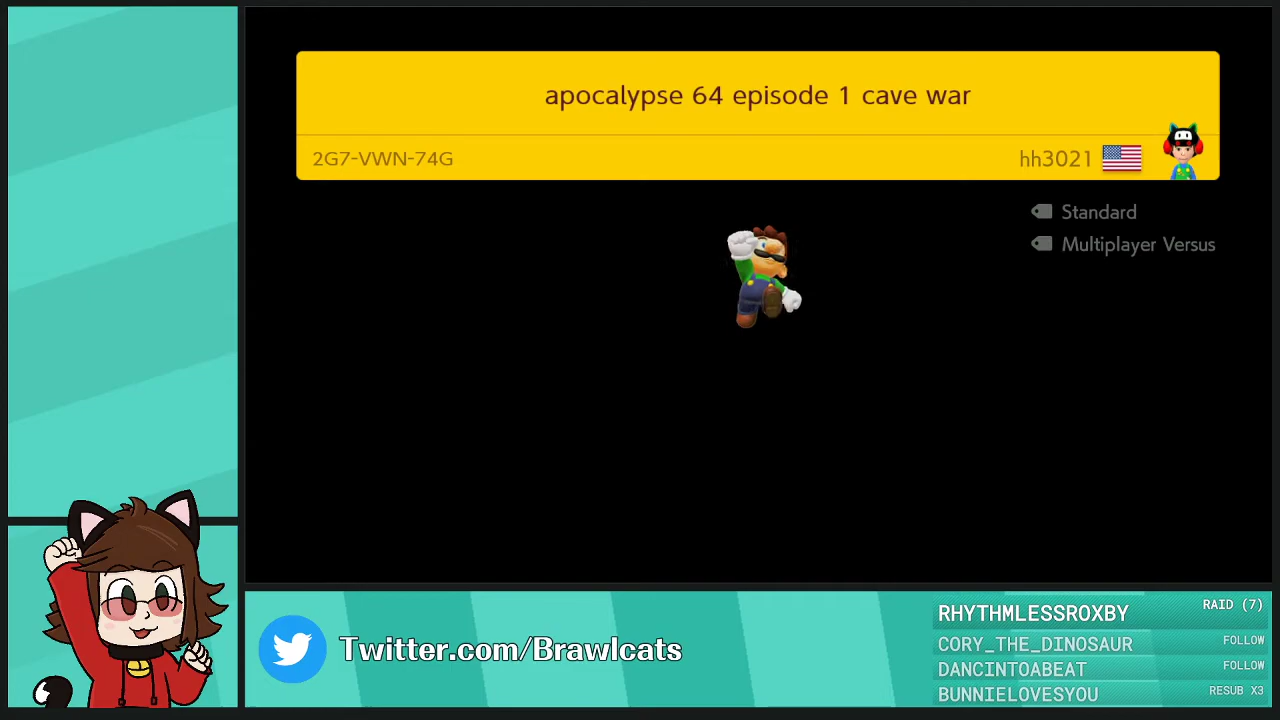 apocalypse 64 episode 1 cave war
2G7-VWN-74G
hh3021
Standard
Multiplayer Versus
Twitter.com/Brawlcats
RHYTHMLESSROXBY RAID (7)
CORY_THE_DINOSAUR FOLLOW
DANCINTOABEAT FOLLOW
BUNNIELOVESYOU RESUB X3